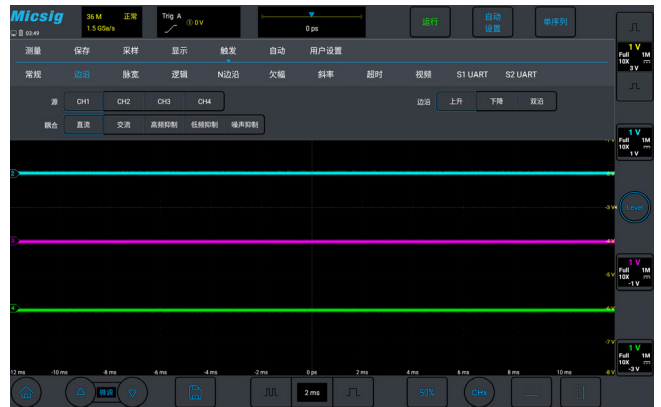 Micsig 36 M 正常 Trig A ① 0 V 0 ps 运行 自动设置 单序列
03:49 1.5 GSa/s
测量 保存 采样 显示 触发 自动 用户设置
常规 边沿 脉宽 逻辑 N边沿 欠幅 斜率 超时 视频 S1 UART S2 UART
源 CH1 CH2 CH3 CH4 边沿 上升 下降 双沿
耦合 直流 交流 高频抑制 低频抑制 噪声抑制
1 V
Full 1M
10X
3 V
1 V
Full 1M
10X
1 V
-1 V
2
-3 V
Level
3
-4 V
1 V
Full 1M
10X
-1 V
-5 V
4
-6 V
-7 V
1 V
Full 1M
10X
-3 V
12 ms -10 ms -8 ms -6 ms -4 ms -2 ms 0 ps 2 ms 4 ms 6 ms 8 ms 10 ms -8 V
微调 2 ms 50% CHx